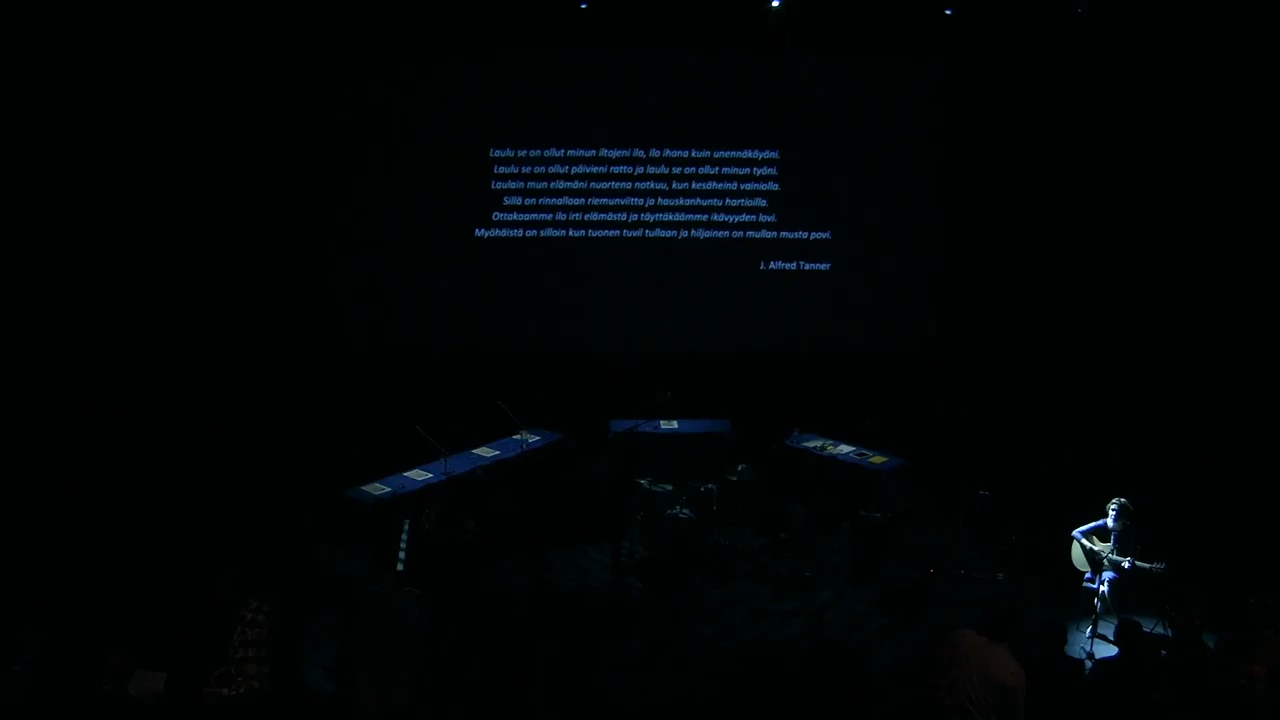 Laulu se on ollut minun iltojeni ilo, ilo ihana kuin unennäköyöni.
Laulu se on ollut päivieni ratto ja laulu se on ollut minun työni.
Laulain mun elämäni nuortena notkuu, kun kesäheinä vainiolla.
Sillä on rinnalloan riemunviitta ja hauskanhuntu hartioilla.
Ottakaamme ilo irti elämästä ja täyttäkäämme ikävyyden lovi.
Myöhäistä on silloin kun tuonen tuvil tullaan ja hiljainen on mullan musta povi.
J. Alfred Tanner